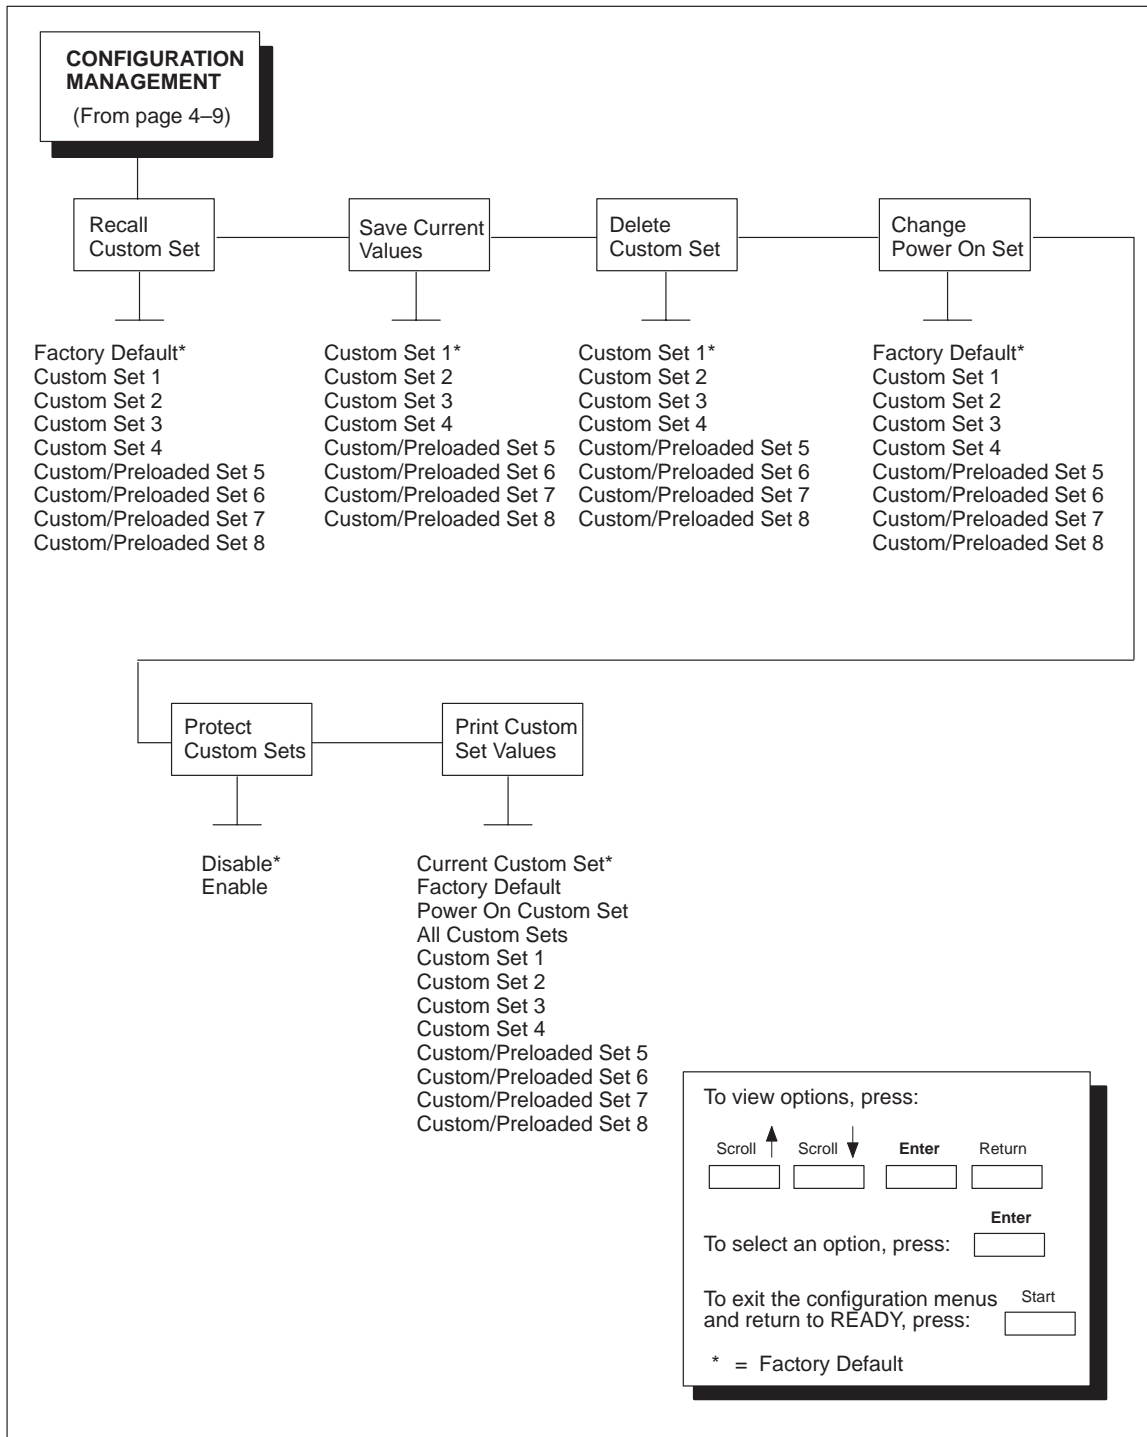 CONFIGURATION
MANAGEMENT
(From page 4–9)
Recall
Custom Set
Save Current
Values
Delete
Custom Set
Change
Power On Set
Factory Default*
Custom Set 1
Custom Set 2
Custom Set 3
Custom Set 4
Custom/Preloaded Set 5
Custom/Preloaded Set 6
Custom/Preloaded Set 7
Custom/Preloaded Set 8
Custom Set 1*
Custom Set 2
Custom Set 3
Custom Set 4
Custom/Preloaded Set 5
Custom/Preloaded Set 6
Custom/Preloaded Set 7
Custom/Preloaded Set 8
Custom Set 1*
Custom Set 2
Custom Set 3
Custom Set 4
Custom/Preloaded Set 5
Custom/Preloaded Set 6
Custom/Preloaded Set 7
Custom/Preloaded Set 8
Factory Default*
Custom Set 1
Custom Set 2
Custom Set 3
Custom Set 4
Custom/Preloaded Set 5
Custom/Preloaded Set 6
Custom/Preloaded Set 7
Custom/Preloaded Set 8
Protect
Custom Sets
Print Custom
Set Values
Disable*
Enable
Current Custom Set*
Factory Default
Power On Custom Set
All Custom Sets
Custom Set 1
Custom Set 2
Custom Set 3
Custom Set 4
Custom/Preloaded Set 5
Custom/Preloaded Set 6
Custom/Preloaded Set 7
Custom/Preloaded Set 8
To view options, press:
Scroll Scroll Enter Return
Enter
To select an option, press:
To exit the configuration menus Start
and return to READY, press:
* = Factory Default